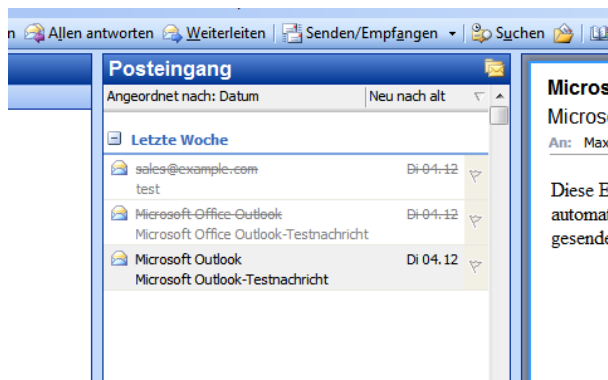 n Allen antworten Weiterleiten Senden/Empfangen Suchen
Posteingang
Angeordnet nach: Datum Neu nach alt
Letzte Woche
sales@example.com Di 04.12
test
Microsoft Office Outlook Di 04.12
Microsoft Office Outlook-Testnachricht
Microsoft Outlook Di 04.12
Microsoft Outlook-Testnachricht
Micros
Microso
An: Max
Diese E
automat
gesende